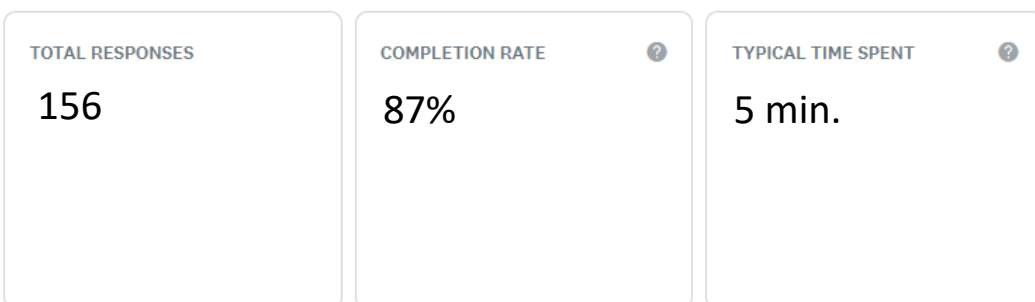 TOTAL RESPONSES
156
COMPLETION RATE ?
87%
TYPICAL TIME SPENT ?
5 min.